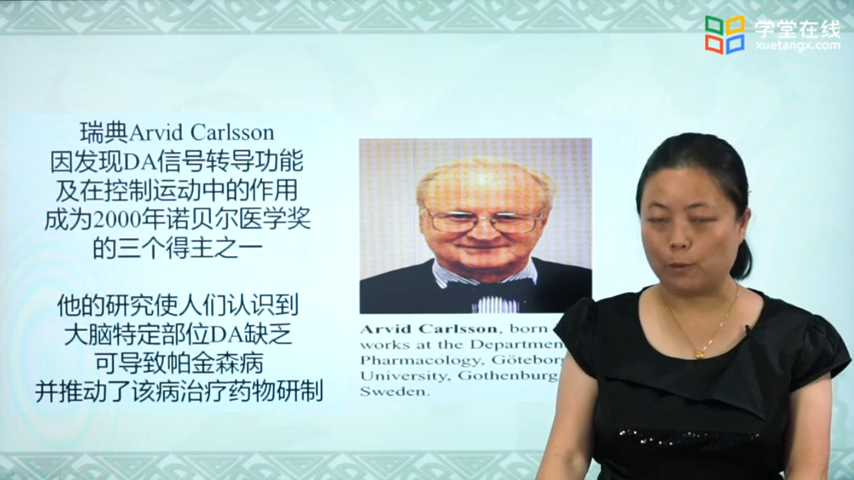 学堂在线
xuetangx.com
瑞典Arvid Carlsson
因发现DA信号转导功能
及在控制运动中的作用
成为2000年诺贝尔医学奖
的三个得主之一
他的研究使人们认识到
大脑特定部位DA缺乏
可导致帕金森病
并推动了该病治疗药物研制
Arvid Carlsson, born
works at the Department
Pharmacology, Göteborg
University, Gothenburg
Sweden.